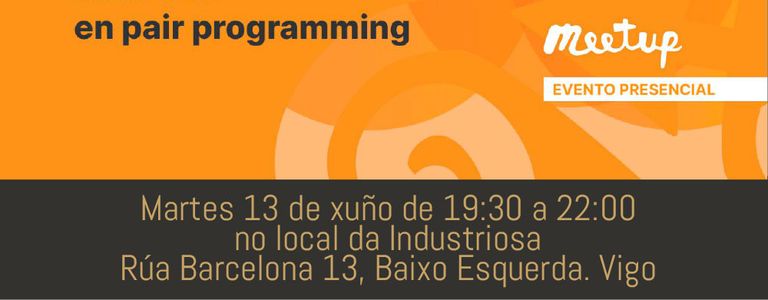 en pair programming
meetup
EVENTO PRESENCIAL
Martes 13 de xuño de 19:30 a 22:00
no local da Industriosa
Rúa Barcelona 13, Baixo Esquerda. Vigo